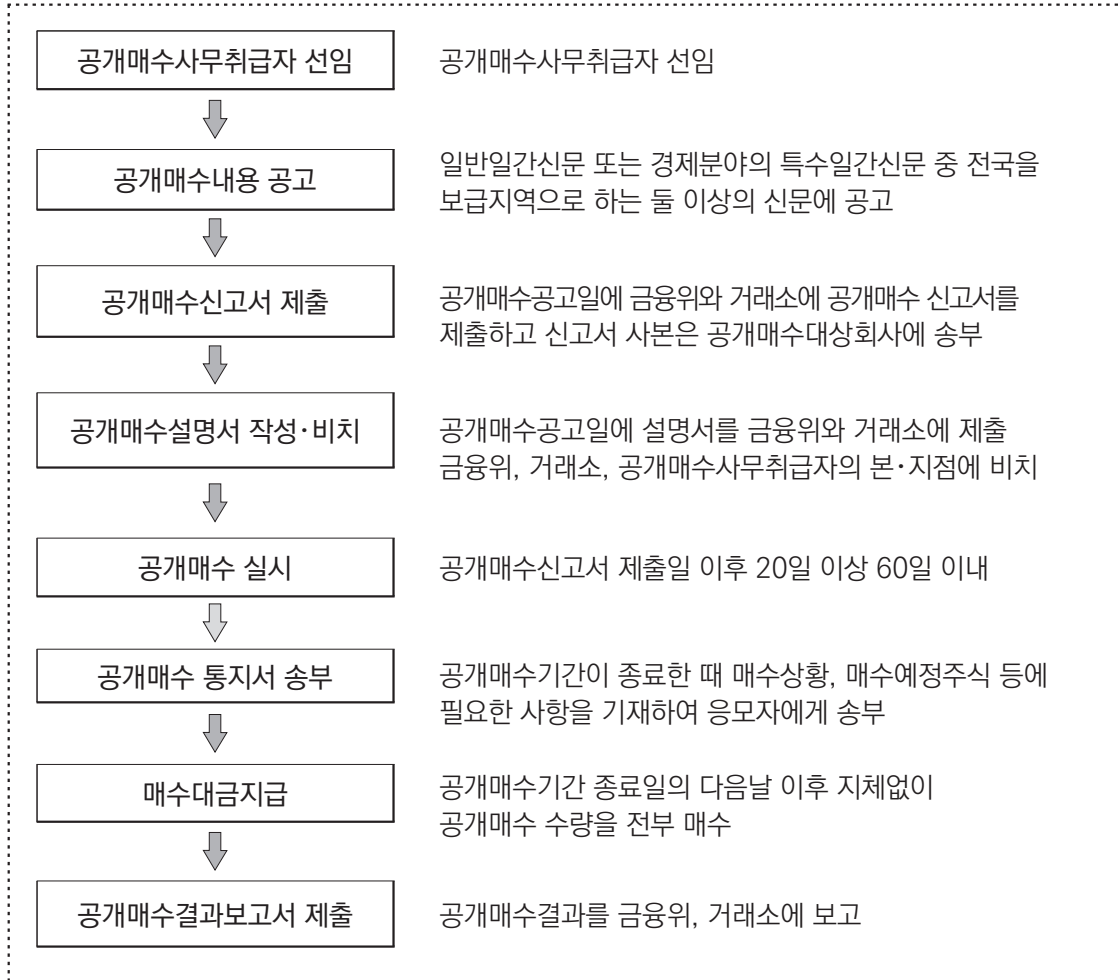 공개매수사무취급자 선임
공개매수사무취급자 선임
공개매수내용 공고
일반일간신문 또는 경제분야의 특수일간신문 중 전국을
보급지역으로 하는 둘 이상의 신문에 공고
공개매수신고서 제출
공개매수공고일에 금융위와 거래소에 공개매수 신고서를
제출하고 신고서 사본은 공개매수대상회사에 송부
공개매수설명서 작성·비치
공개매수공고일에 설명서를 금융위와 거래소에 제출
금융위, 거래소, 공개매수사무취급자의 본·지점에 비치
공개매수 실시
공개매수신고서 제출일 이후 20일 이상 60일 이내
공개매수 통지서 송부
공개매수기간이 종료한 때 매수상황, 매수예정주식 등에
필요한 사항을 기재하여 응모자에게 송부
매수대금지급
공개매수기간 종료일의 다음날 이후 지체없이
공개매수 수량을 전부 매수
공개매수결과보고서 제출
공개매수결과를 금융위, 거래소에 보고